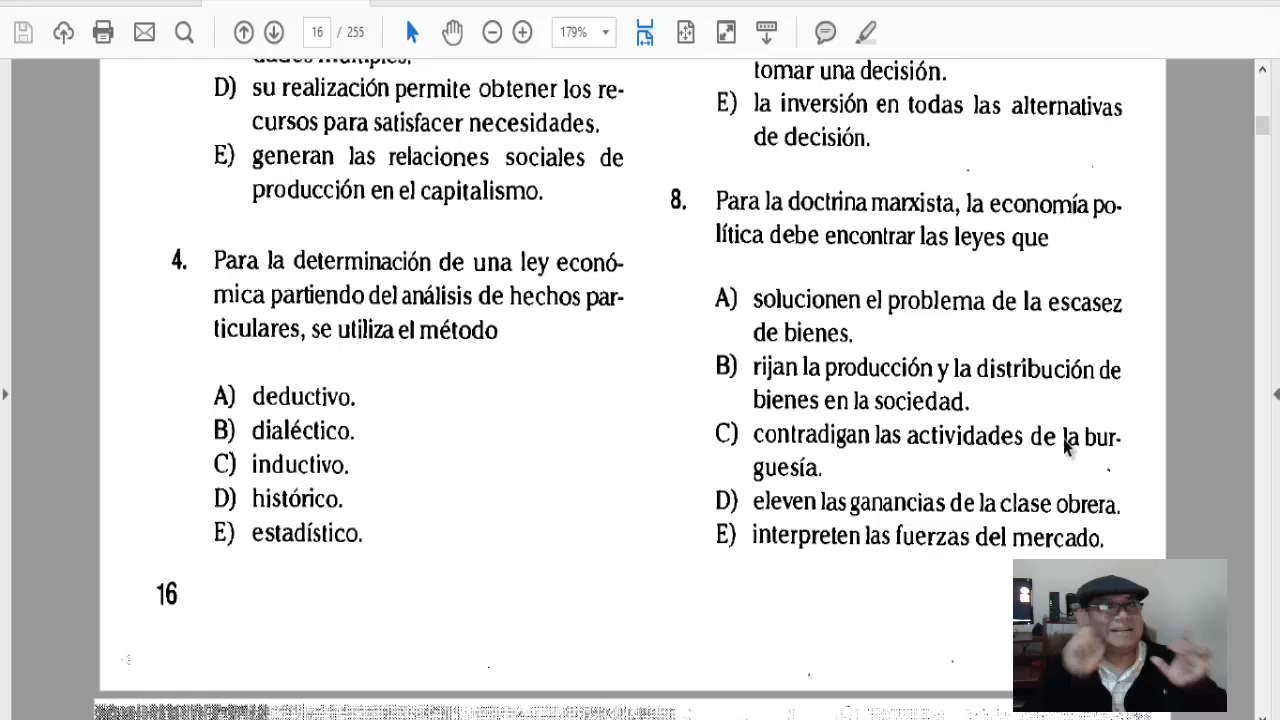 16 / 255
179%
dades múltiples.
D) su realización permite obtener los re-
cursos para satisfacer necesidades.
E) generan las relaciones sociales de
producción en el capitalismo.
4. Para la determinación de una ley econó-
mica partiendo del análisis de hechos par-
ticulares, se utiliza el método
A) deductivo.
B) dialéctico.
C) inductivo.
D) histórico.
E) estadístico.
16
tomar una decisión.
E) la inversión en todas las alternativas
de decisión.
8. Para la doctrina marxista, la economía po-
lítica debe encontrar las leyes que
A) solucionen el problema de la escasez
de bienes.
B) rijan la producción y la distribución de
bienes en la sociedad.
C) contradigan las actividades de la bur-
guesía.
D) eleven las ganancias de la clase obrera.
E) interpreten las fuerzas del mercado.